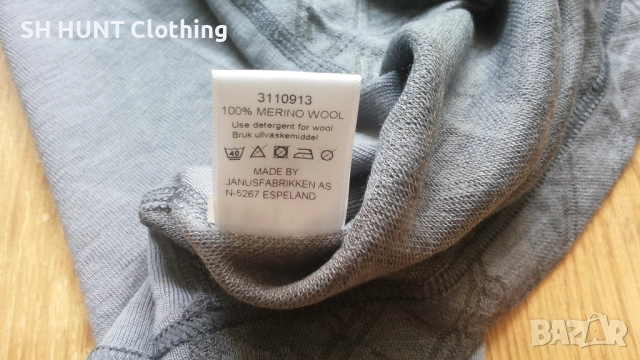 SH HUNT Clothing
3110913
100% MERINO WOOL
Use detergent for wool
Bruk ullvaskemiddel
40
MADE BY
JANUSFABRIKKEN AS
N-5267 ESPELAND
BAZAR